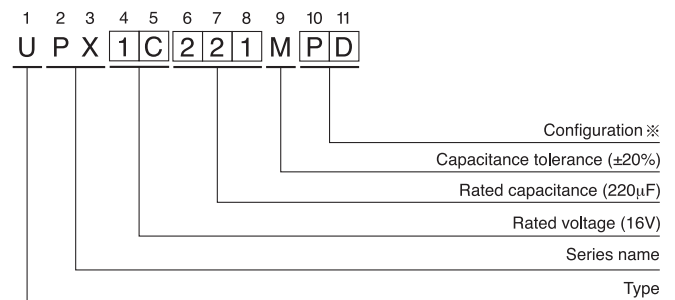 1 2 3 4 5 6 7 8 9 10 11
U P X 1 C 2 2 1 M P D
Configuration ※
Capacitance tolerance (±20%)
Rated capacitance (220μF)
Rated voltage (16V)
Series name
Type